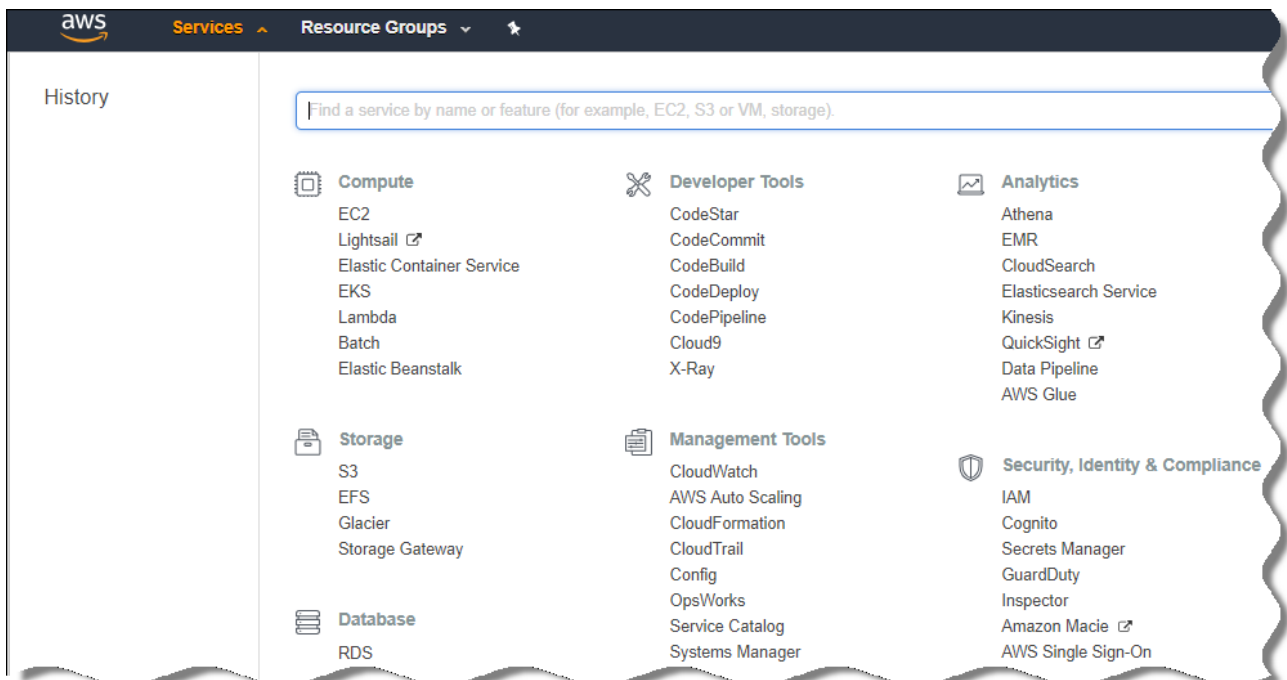 aws Services Resource Groups
History
Find a service by name or feature (for example, EC2, S3 or VM, storage).
Compute
EC2
Lightsail
Elastic Container Service
EKS
Lambda
Batch
Elastic Beanstalk
Storage
S3
EFS
Glacier
Storage Gateway
Database
RDS
Developer Tools
CodeStar
CodeCommit
CodeBuild
CodeDeploy
CodePipeline
Cloud9
X-Ray
Management Tools
CloudWatch
AWS Auto Scaling
CloudFormation
CloudTrail
Config
OpsWorks
Service Catalog
Systems Manager
Analytics
Athena
EMR
CloudSearch
Elasticsearch Service
Kinesis
QuickSight
Data Pipeline
AWS Glue
Security, Identity & Compliance
IAM
Cognito
Secrets Manager
GuardDuty
Inspector
Amazon Macie
AWS Single Sign-On